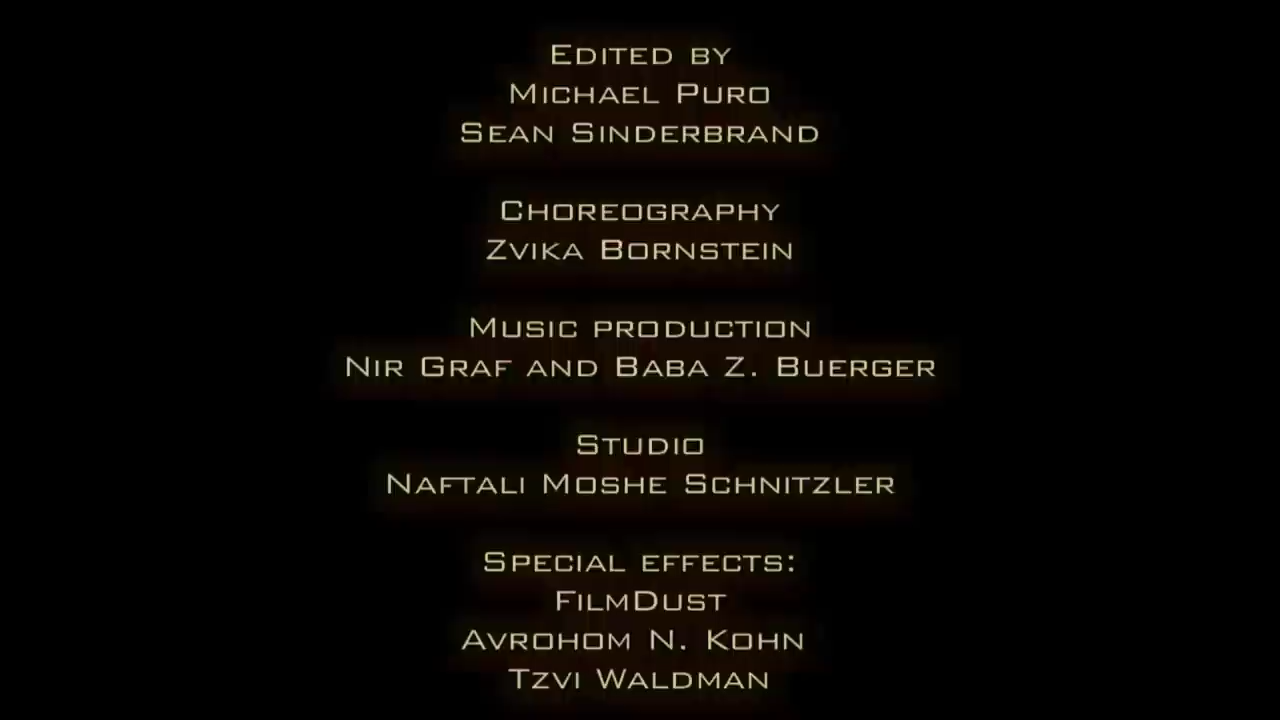 Edited by
Michael Puro
Sean Sinderbrand
Choreography
Zvika Bornstein
Music production
Nir Graf and Baba Z. Buerger
Studio
Naftali Moshe Schnitzler
Special effects:
FilmDust
Avrohom N. Kohn
Tzvi Waldman